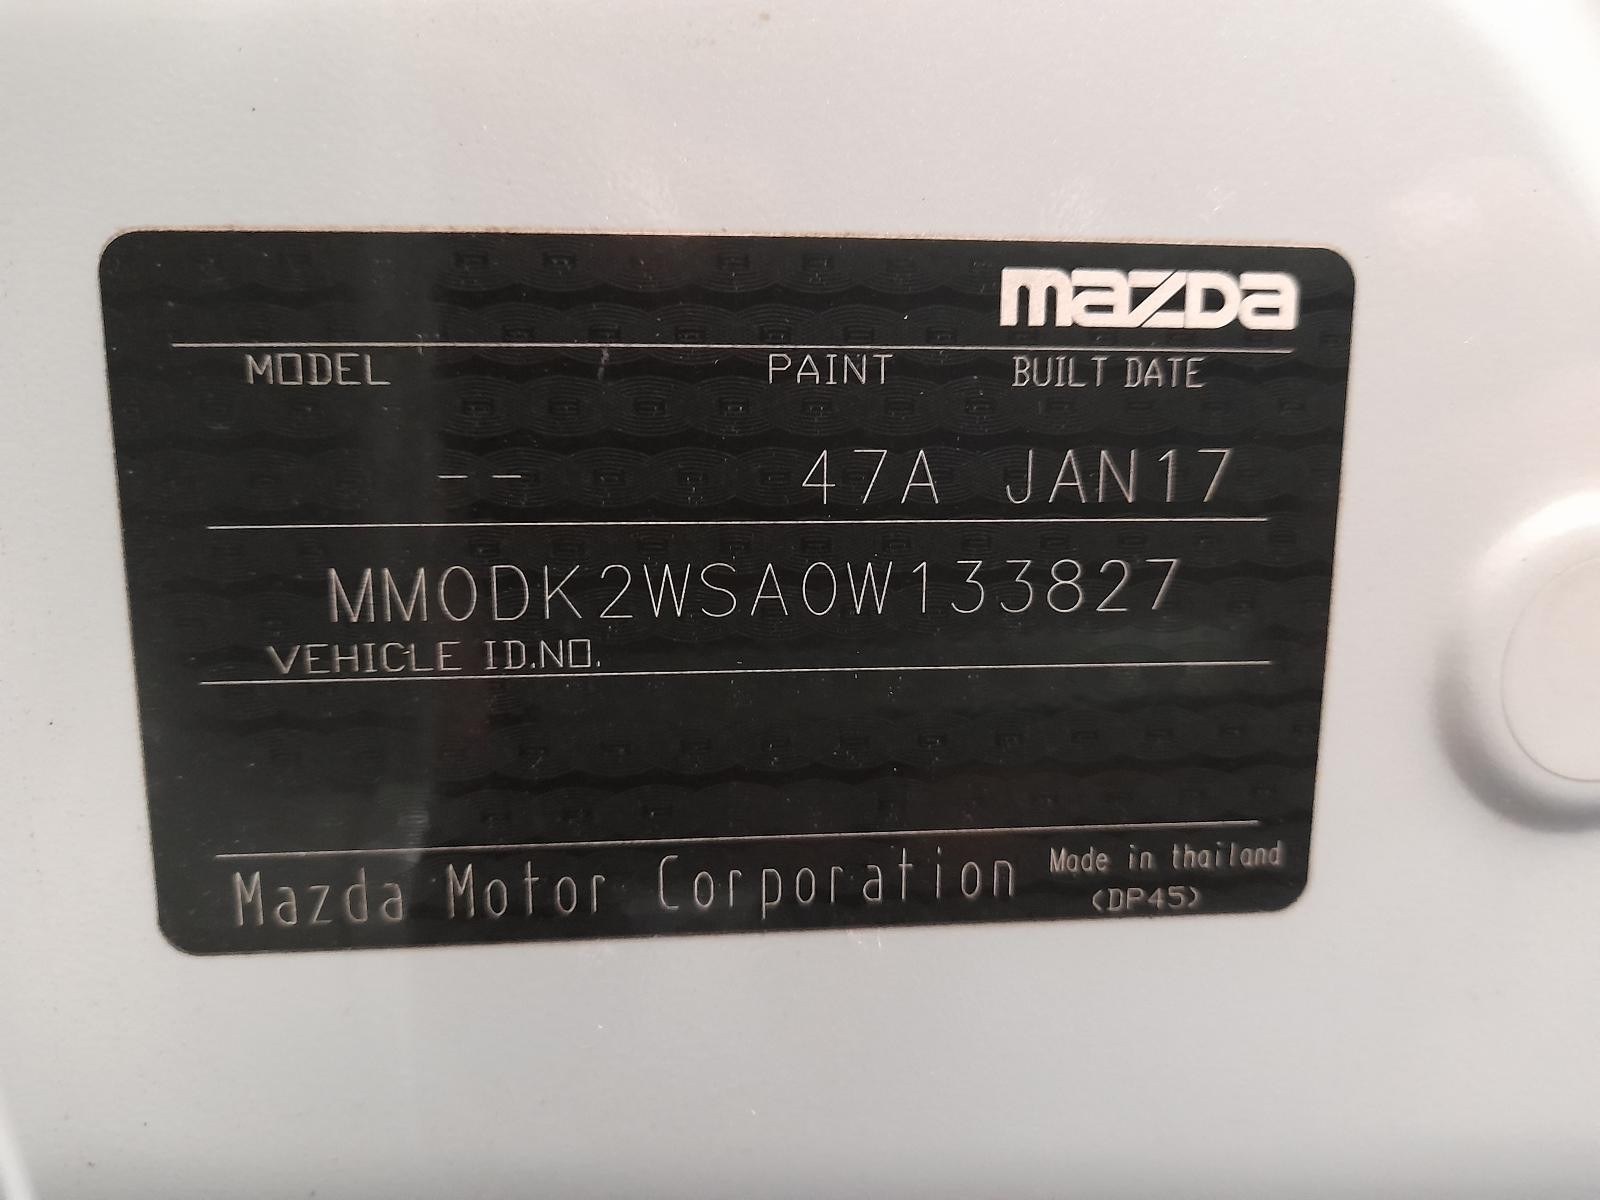 mazda
MODEL PAINT BUILT DATE
-- 47A JAN17
MM0DK2WSA0W133827
VEHICLE ID.NO.
Mazda Motor Corporation Made in thailand
(DP45)